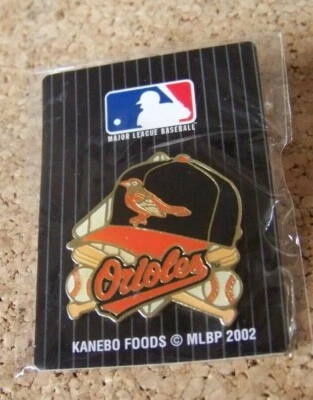 MAJOR LEAGUE BASEBALL
Orioles
KANEBO FOODS © MLBP 2002